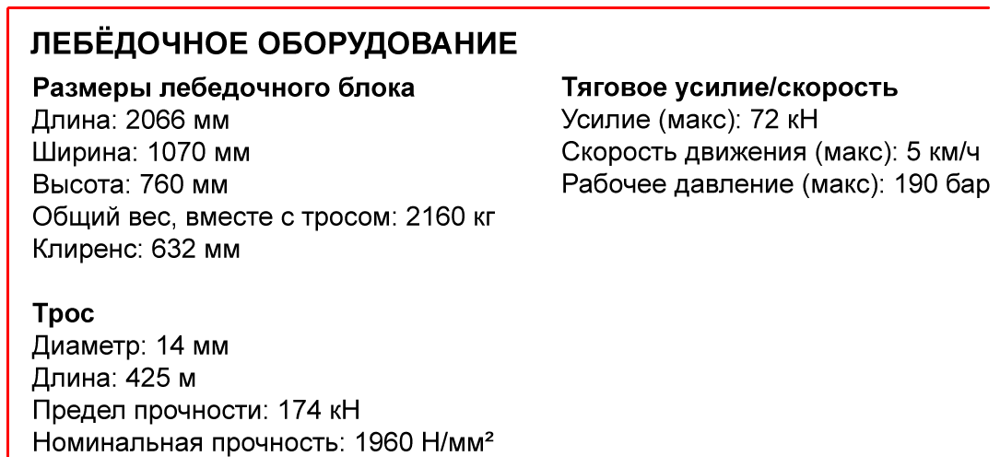 ЛЕБЁДОЧНОЕ ОБОРУДОВАНИЕ
Размеры лебедочного блока
Длина: 2066 мм
Ширина: 1070 мм
Высота: 760 мм
Общий вес, вместе с тросом: 2160 кг
Клиренс: 632 мм
Трос
Диаметр: 14 мм
Длина: 425 м
Предел прочности: 174 кН
Номинальная прочность: 1960 Н/мм²
Тяговое усилие/скорость
Усилие (макс): 72 кН
Скорость движения (макс): 5 км/ч
Рабочее давление (макс): 190 бар